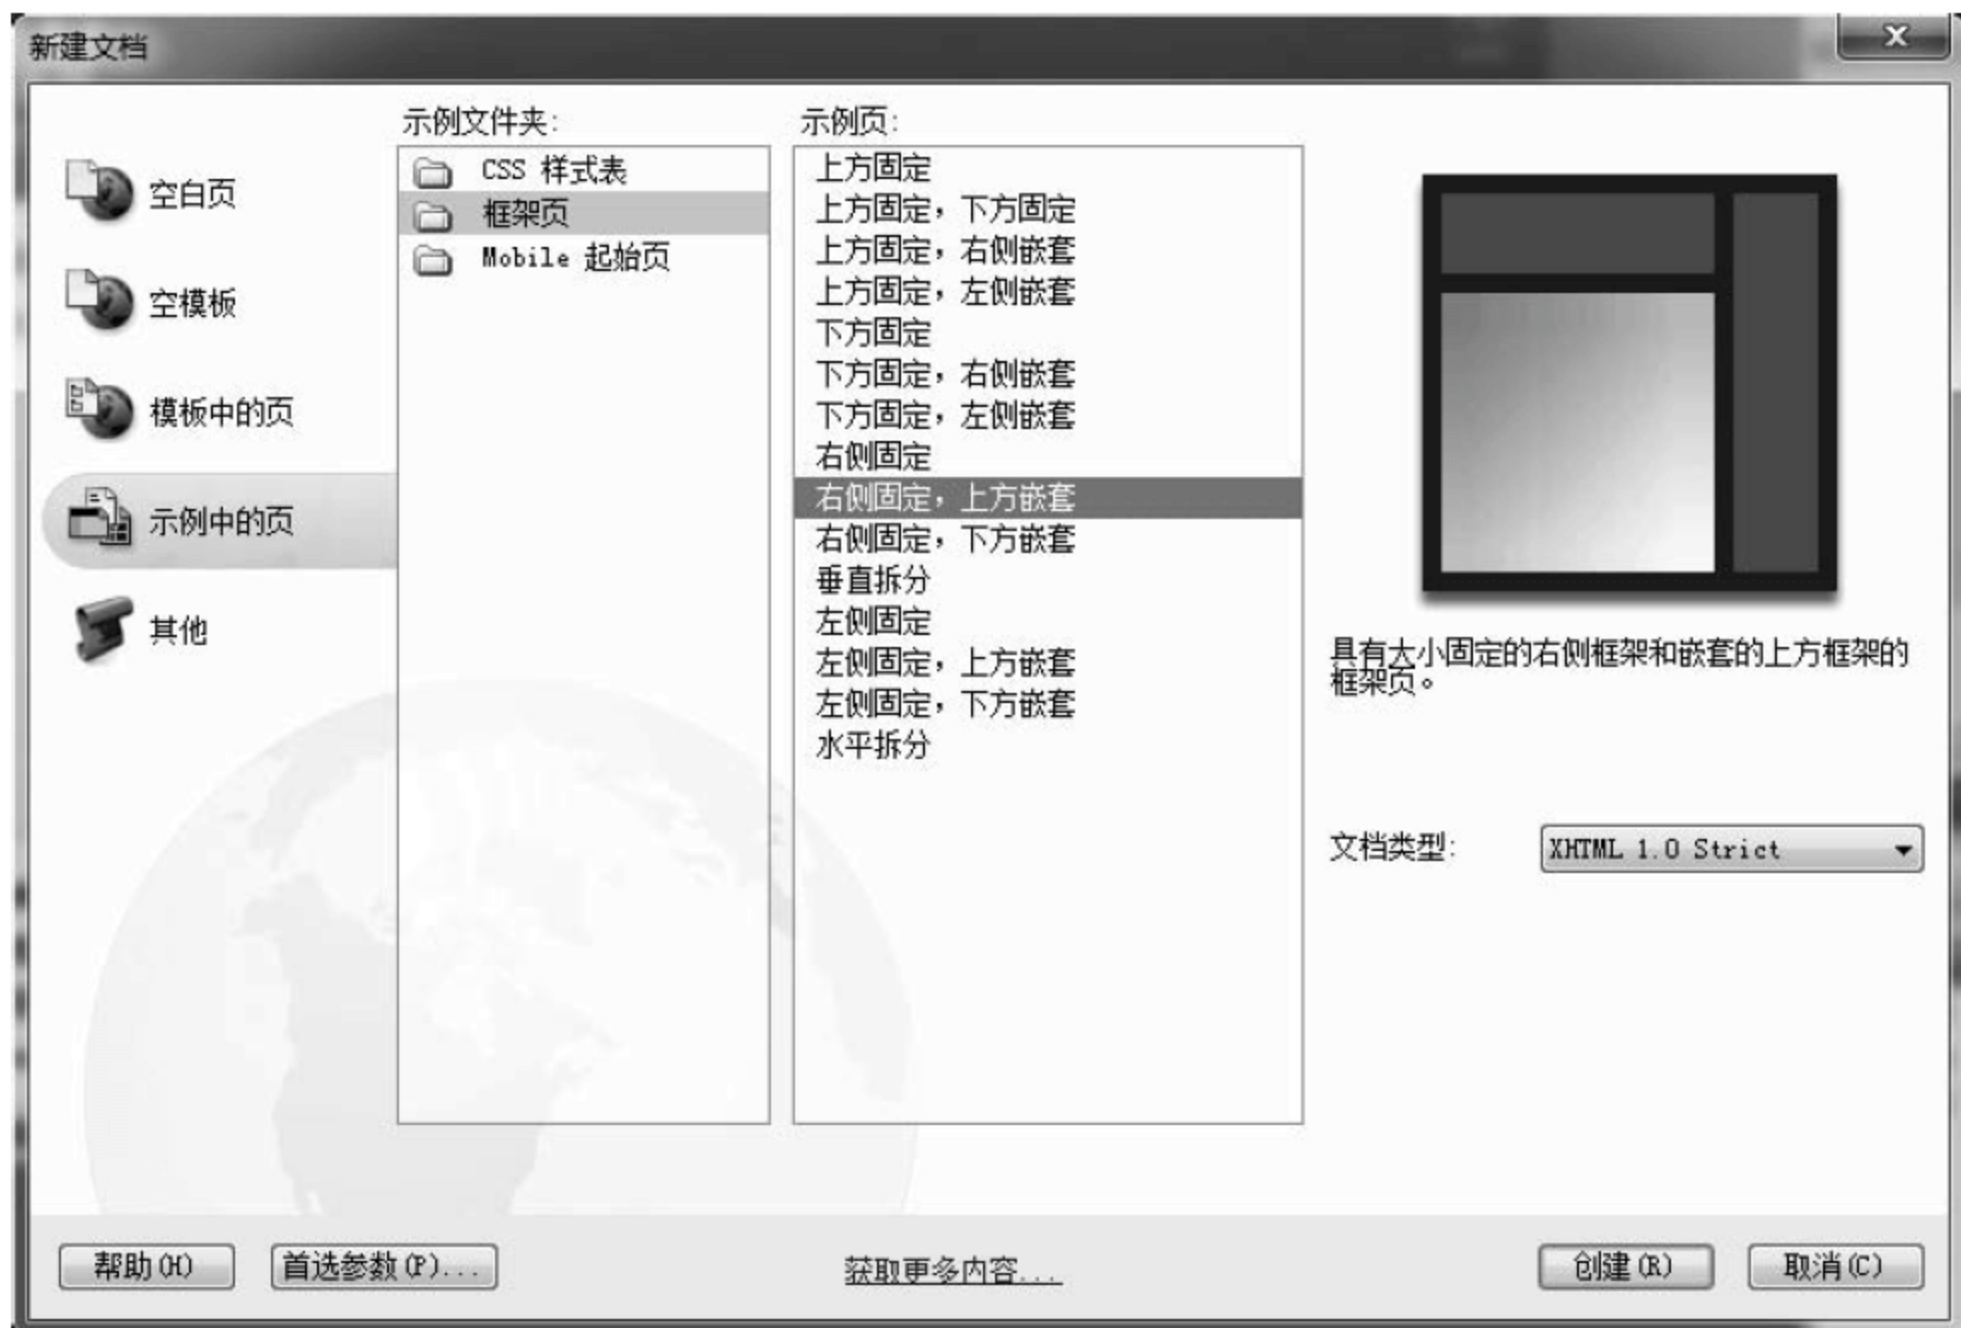 新建文档
空白页
空模板
模板中的页
示例中的页
其他
示例文件夹:
CSS 样式表
框架页
Mobile 起始页
示例页:
上方固定
上方固定，下方固定
上方固定，右侧嵌套
上方固定，左侧嵌套
下方固定
下方固定，右侧嵌套
下方固定，左侧嵌套
右侧固定
右侧固定，上方嵌套
右侧固定，下方嵌套
垂直拆分
左侧固定
左侧固定，上方嵌套
左侧固定，下方嵌套
水平拆分
具有大小固定的右侧框架和嵌套的上方框架的
框架页。
文档类型: XHTML 1.0 Strict
帮助(H) 首选参数(P)... 获取更多内容... 创建(R) 取消(C)